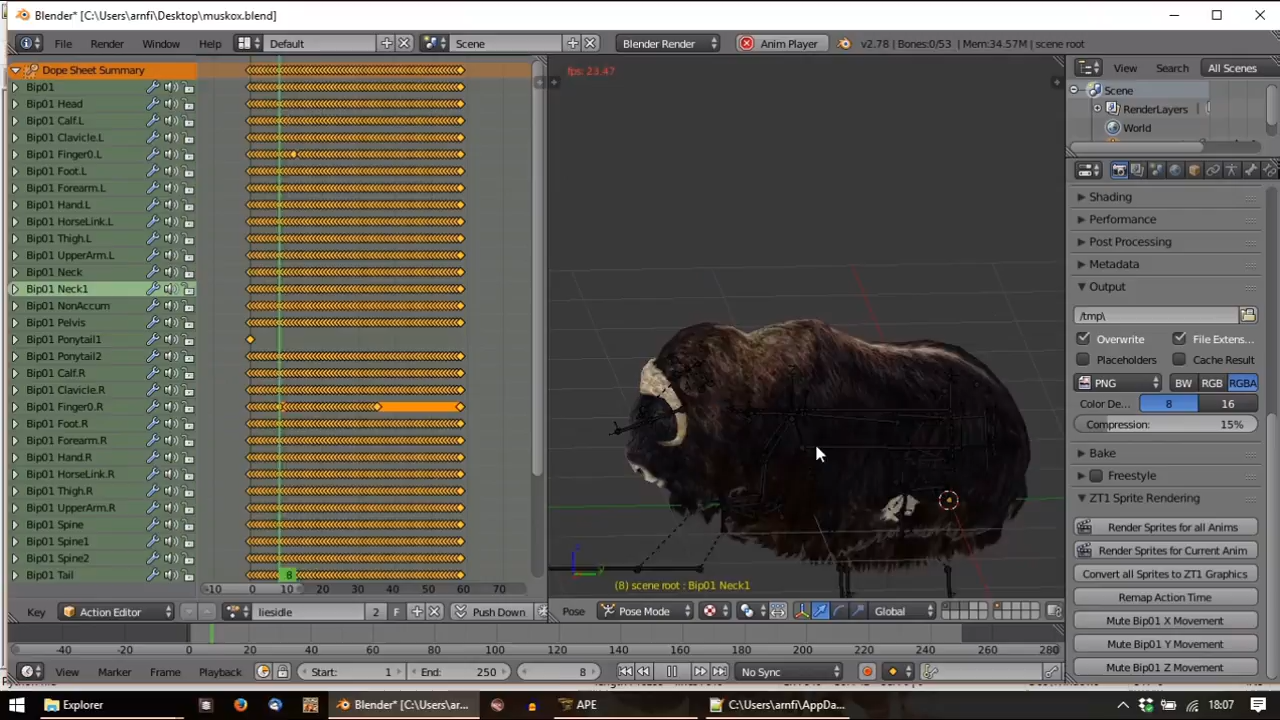 Blender* [C:\Users\arnfi\Desktop\muskox.blend]
File Render Window Help Default Scene Blender Render Anim Player v2.78 | Bones:0/53 | Mem:34.57M | scene root
Dope Sheet Summary
Bip01
Bip01 Head
Bip01 Calf.L
Bip01 Clavicle.L
Bip01 Finger0.L
Bip01 Foot.L
Bip01 Forearm.L
Bip01 Hand.L
Bip01 HorseLink.L
Bip01 Thigh.L
Bip01 UpperArm.L
Bip01 Neck
Bip01 Neck1
Bip01 NonAccum
Bip01 Pelvis
Bip01 Ponytail1
Bip01 Ponytail2
Bip01 Calf.R
Bip01 Clavicle.R
Bip01 Finger0.R
Bip01 Foot.R
Bip01 Forearm.R
Bip01 Hand.R
Bip01 HorseLink.R
Bip01 Thigh.R
Bip01 UpperArm.R
Bip01 Spine
Bip01 Spine1
Bip01 Spine2
Bip01 Tail
8
-10 0 10 20 30 40 50 60 70
Key Action Editor liesidle 2 F Push Down
fps: 23.47
(8) scene root : Bip01 Neck1
Pose Pose Mode Global
View Search All Scenes
Scene
RenderLayers
World
Shading
Performance
Post Processing
Metadata
Output
/tmp\
Overwrite File Extens...
Placeholders Cache Result
PNG BW RGB RGBA
Color De... 8 16
Compression: 15%
Bake
Freestyle
ZT1 Sprite Rendering
Render Sprites for all Anims
Render Sprites for Current Anim
Convert all Sprites to ZT1 Graphics
Remap Action Time
Mute Bip01 X Movement
Mute Bip01 Y Movement
Mute Bip01 Z Movement
-40 -20 0 20 40 60 80 100 120 140 160 180 200 220 240 260 280
View Marker Frame Playback Start: 1 End: 250 8 No Sync
Explorer Blender* [C:\Users\ar... APE C:\Users\arnfi\AppDa... 18:07